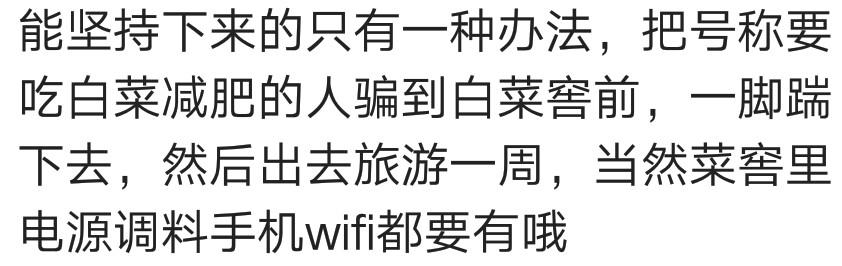 能坚持下来的只有一种办法，把号称要
吃白菜减肥的人骗到白菜窖前，一脚踹
下去，然后出去旅游一周，当然菜窖里
电源调料手机wifi都要有哦